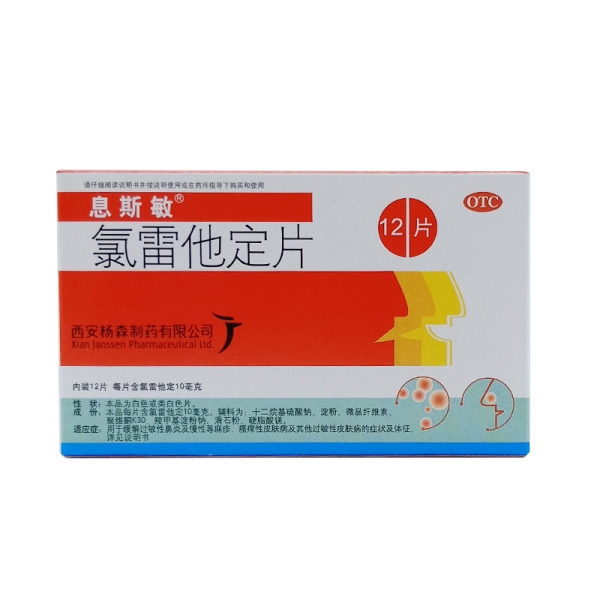 请仔细阅读说明书并按说明使用或在药师指导下购买和使用
息斯敏®
OTC
氯雷他定片
12片
西安杨森制药有限公司
Xian Janssen Pharmaceutical Ltd.
内装12片 每片含氯雷他定10毫克
性 状：本品为白色或类白色片。
成 份：本品每片含氯雷他定10毫克。辅料为：十二烷基硫酸钠、淀粉、微晶纤维素、
聚维酮K30、羧甲基淀粉钠、滑石粉、硬脂酸镁。
适应症：用于缓解过敏性鼻炎及慢性荨麻疹、瘙痒性皮肤病及其他过敏性皮肤病的症状及体征。
详见说明书